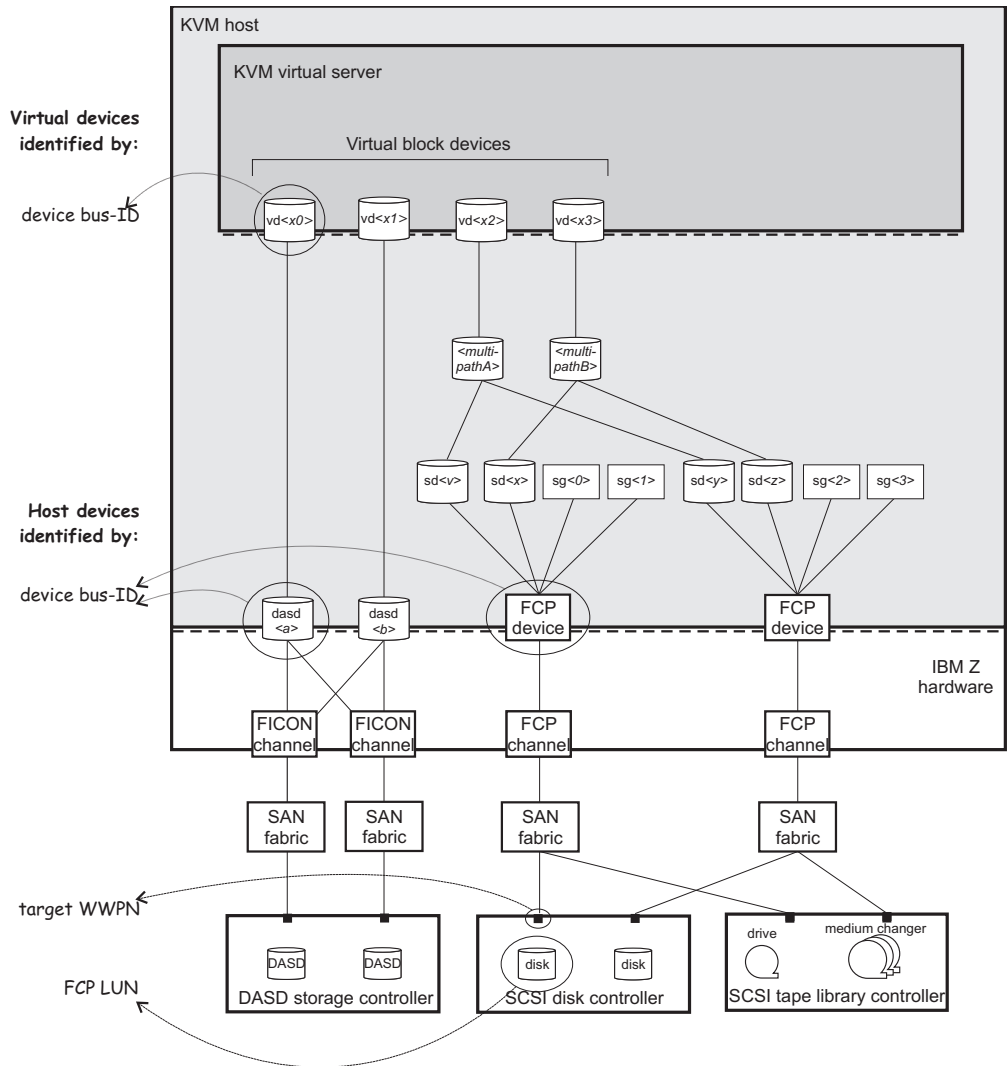 KVM host
KVM virtual server
Virtual devices
identified by:
Virtual block devices
device bus-ID
vd<x0>
vd<x1>
vd<x2>
vd<x3>
<multi-
pathA>
<multi-
pathB>
sd<v>
sd<x>
sg<0>
sg<1>
sd<y>
sd<z>
sg<2>
sg<3>
Host devices
identified by:
device bus-ID
dasd
<a>
dasd
<b>
FCP
device
FCP
device
IBM Z
hardware
FICON
channel
FICON
channel
FCP
channel
FCP
channel
SAN
fabric
SAN
fabric
SAN
fabric
SAN
fabric
target WWPN
FCP LUN
DASD
DASD
DASD storage controller
disk
disk
SCSI disk controller
drive
medium changer
SCSI tape library controller